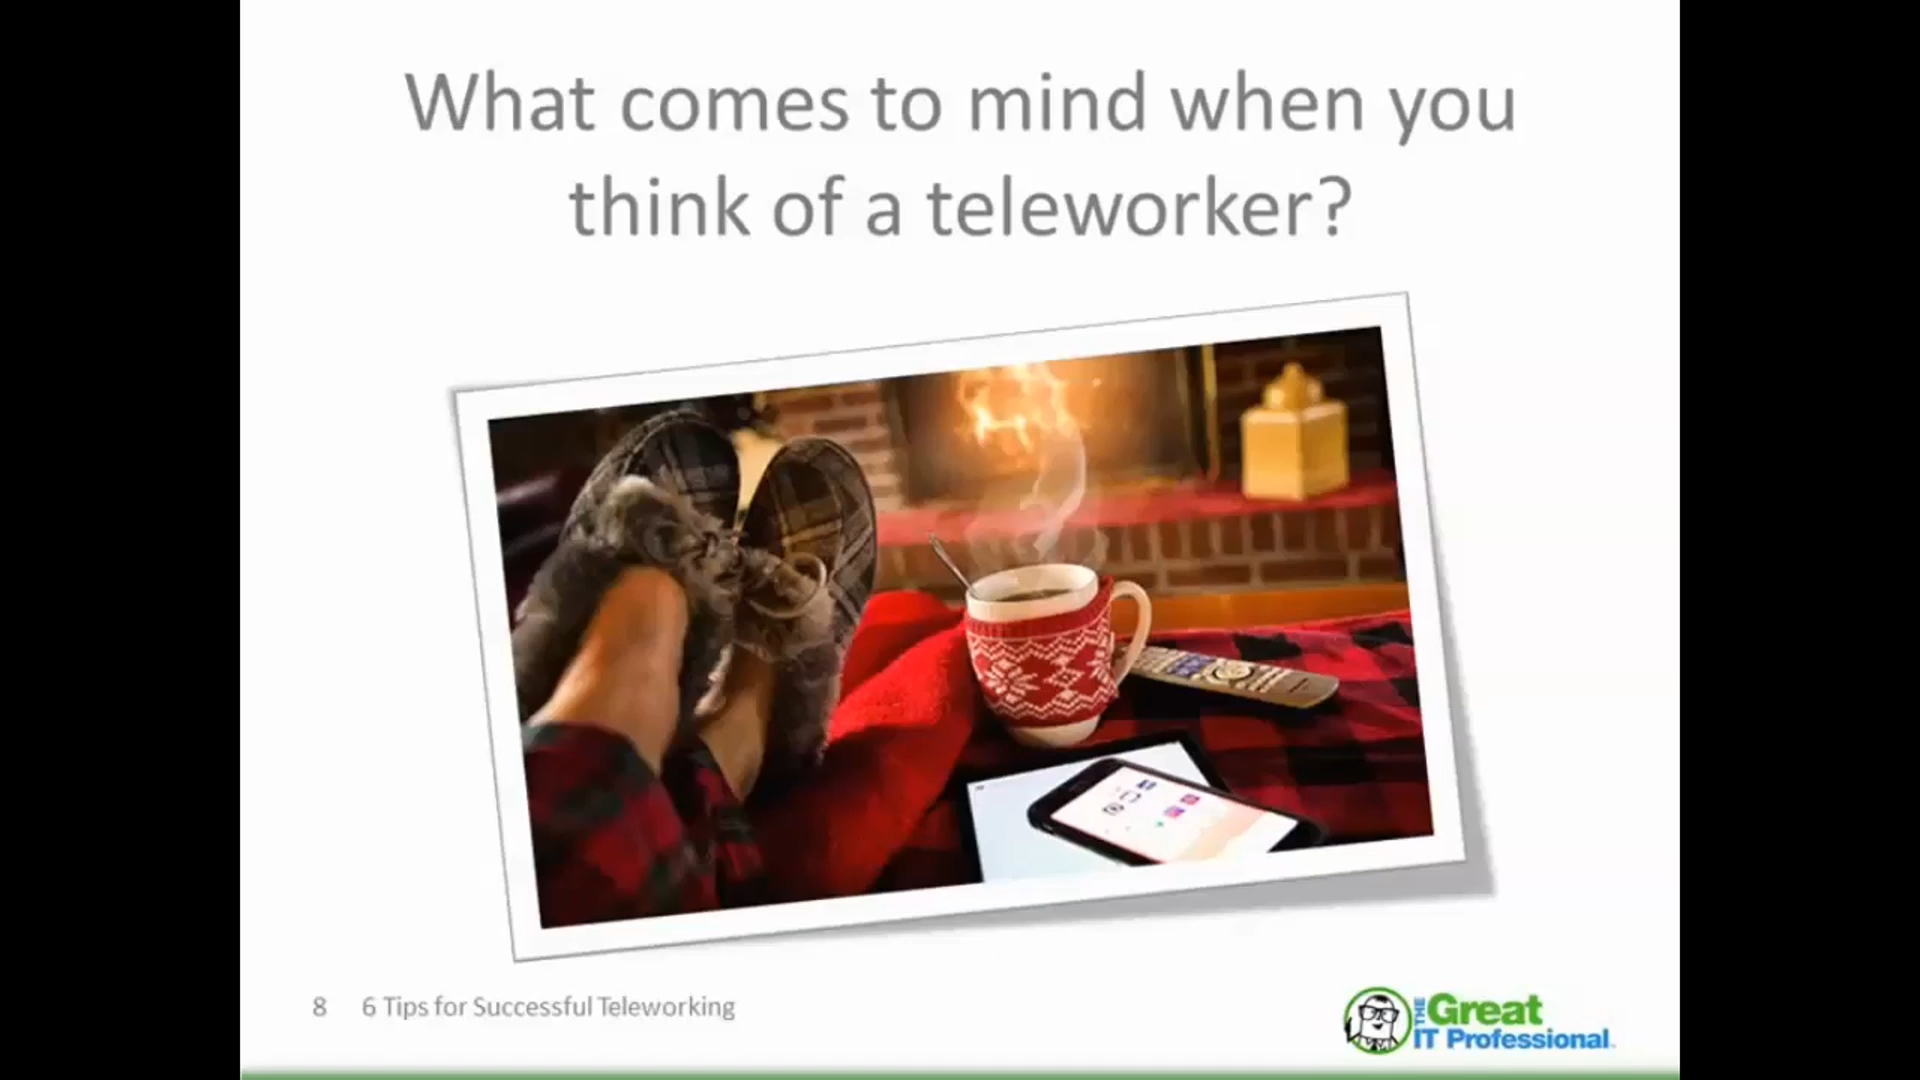 What comes to mind when you
think of a teleworker?
8 6 Tips for Successful Teleworking
THE Great
IT Professional